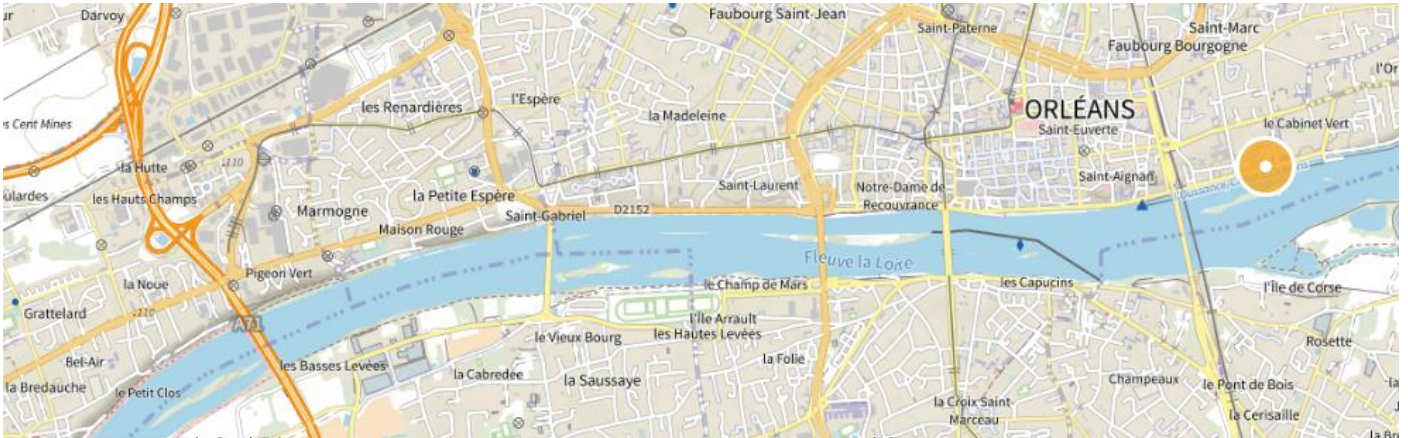 Darvoy
Faubourg Saint-Jean
Saint-Paterne
Saint-Marc
Faubourg Bourgogne
les Renardières
l'Espère
la Madeleine
ORLÉANS
Saint-Euverte
le Cabinet Vert
la Hutte
les Hauts Champs
la Petite Espère
Saint-Laurent
Notre-Dame de
Recouvrance
Saint-Aignan
Marmogne
Saint-Gabriel
D2152
Maison Rouge
Fleuve la Loire
Pigeon Vert
la Noue
le Champ de Mars
les Capucins
l'Île de Corse
Grattelard
A71
l'Île Arrault
le Vieux Bourg
les Hautes Levées
Rosette
Bel-Air
les Basses Levées
la Folie
la Cabredée
la Saussaye
Champeaux
le Pont de Bois
la Bredauche
le Petit Clos
la Croix Saint-
Marceau
la Cerisaille